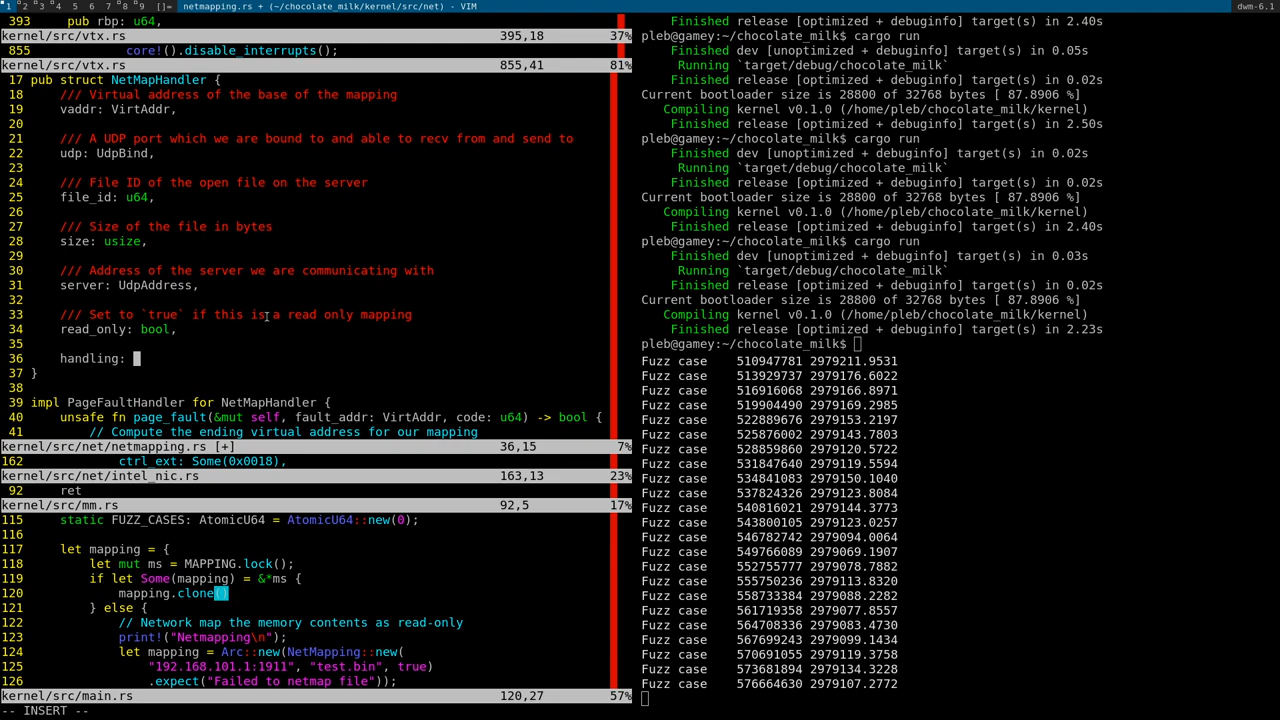 1 2 3 4 5 6 7 8 9 []= netmapping.rs + (~/chocolate_milk/kernel/src/net) - VIM dwm-6.1
393 pub rbp: u64,
kernel/src/vtx.rs 395,18 37%
855 core!().disable_interrupts();
kernel/src/vtx.rs 855,41 81%
17 pub struct NetMapHandler {
18 /// Virtual address of the base of the mapping
19 vaddr: VirtAddr,
20
21 /// A UDP port which we are bound to and able to recv from and send to
22 udp: UdpBind,
23
24 /// File ID of the open file on the server
25 file_id: u64,
26
27 /// Size of the file in bytes
28 size: usize,
29
30 /// Address of the server we are communicating with
31 server: UdpAddress,
32
33 /// Set to `true` if this is a read only mapping
34 read_only: bool,
35
36 handling:
37 }
38
39 impl PageFaultHandler for NetMapHandler {
40 unsafe fn page_fault(&mut self, fault_addr: VirtAddr, code: u64) -> bool {
41 // Compute the ending virtual address for our mapping
kernel/src/net/netmapping.rs [+] 36,15 7%
162 ctrl_ext: Some(0x0018),
kernel/src/net/intel_nic.rs 163,13 23%
92 ret
kernel/src/mm.rs 92,5 17%
115 static FUZZ_CASES: AtomicU64 = AtomicU64::new(0);
116
117 let mapping = {
118 let mut ms = MAPPING.lock();
119 if let Some(mapping) = &*ms {
120 mapping.clone()
121 } else {
122 // Network map the memory contents as read-only
123 print!("Netmapping\n");
124 let mapping = Arc::new(NetMapping::new(
125 "192.168.101.1:1911", "test.bin", true)
126 .expect("Failed to netmap file"));
kernel/src/main.rs 120,27 57%
-- INSERT --
Finished release [optimized + debuginfo] target(s) in 2.40s
pleb@gamey:~/chocolate_milk$ cargo run
Finished dev [unoptimized + debuginfo] target(s) in 0.05s
Running `target/debug/chocolate_milk`
Finished release [optimized + debuginfo] target(s) in 0.02s
Current bootloader size is 28800 of 32768 bytes [ 87.8906 %]
Compiling kernel v0.1.0 (/home/pleb/chocolate_milk/kernel)
Finished release [optimized + debuginfo] target(s) in 2.50s
pleb@gamey:~/chocolate_milk$ cargo run
Finished dev [unoptimized + debuginfo] target(s) in 0.02s
Running `target/debug/chocolate_milk`
Finished release [optimized + debuginfo] target(s) in 0.02s
Current bootloader size is 28800 of 32768 bytes [ 87.8906 %]
Compiling kernel v0.1.0 (/home/pleb/chocolate_milk/kernel)
Finished release [optimized + debuginfo] target(s) in 2.40s
pleb@gamey:~/chocolate_milk$ cargo run
Finished dev [unoptimized + debuginfo] target(s) in 0.03s
Running `target/debug/chocolate_milk`
Finished release [optimized + debuginfo] target(s) in 0.02s
Current bootloader size is 28800 of 32768 bytes [ 87.8906 %]
Compiling kernel v0.1.0 (/home/pleb/chocolate_milk/kernel)
Finished release [optimized + debuginfo] target(s) in 2.23s
pleb@gamey:~/chocolate_milk$
Fuzz case 510947781 2979211.9531
Fuzz case 513929737 2979176.6022
Fuzz case 516916068 2979166.8971
Fuzz case 519904490 2979169.2985
Fuzz case 522889676 2979153.2197
Fuzz case 525876002 2979143.7803
Fuzz case 528859860 2979120.5722
Fuzz case 531847640 2979119.5594
Fuzz case 534841083 2979150.1040
Fuzz case 537824326 2979123.8084
Fuzz case 540816021 2979144.3773
Fuzz case 543800105 2979123.0257
Fuzz case 546782742 2979094.0064
Fuzz case 549766089 2979069.1907
Fuzz case 552755777 2979078.7882
Fuzz case 555750236 2979113.8320
Fuzz case 558733384 2979088.2282
Fuzz case 561719358 2979077.8557
Fuzz case 564708336 2979083.4730
Fuzz case 567699243 2979099.1434
Fuzz case 570691055 2979119.3758
Fuzz case 573681894 2979134.3228
Fuzz case 576664630 2979107.2772